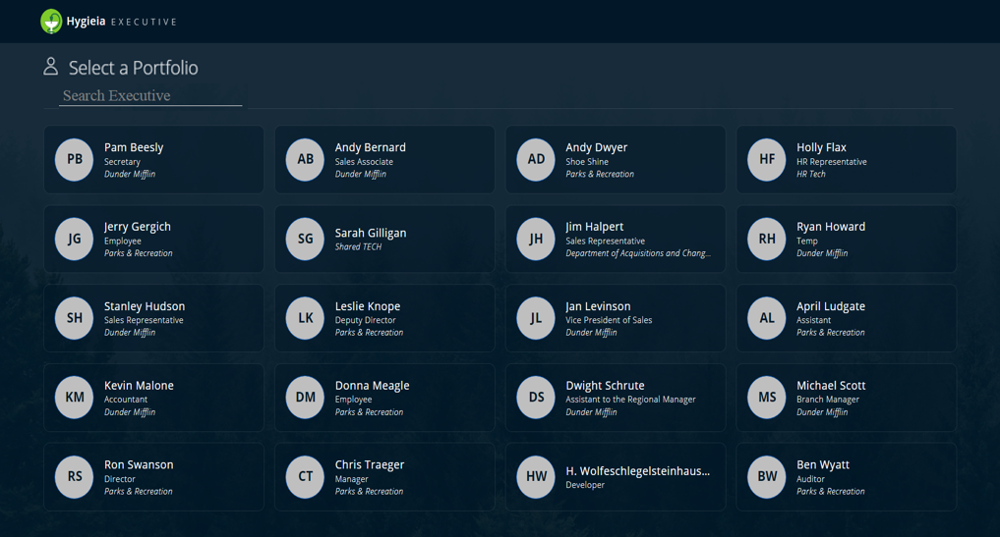 Hygieia EXECUTIVE
Select a Portfolio
Search Executive
PB
Pam Beesly
Secretary
Dunder Mifflin
AB
Andy Bernard
Sales Associate
Dunder Mifflin
AD
Andy Dwyer
Shoe Shine
Parks & Recreation
HF
Holly Flax
HR Representative
HR Tech
JG
Jerry Gergich
Employee
Parks & Recreation
SG
Sarah Gilligan
Shared TECH
JH
Jim Halpert
Sales Representative
Department of Acquisitions and Chang...
RH
Ryan Howard
Temp
Dunder Mifflin
SH
Stanley Hudson
Sales Representative
Dunder Mifflin
LK
Leslie Knope
Deputy Director
Parks & Recreation
JL
Jan Levinson
Vice President of Sales
Dunder Mifflin
AL
April Ludgate
Assistant
Parks & Recreation
KM
Kevin Malone
Accountant
Dunder Mifflin
DM
Donna Meagle
Employee
Parks & Recreation
DS
Dwight Schrute
Assistant to the Regional Manager
Dunder Mifflin
MS
Michael Scott
Branch Manager
Dunder Mifflin
RS
Ron Swanson
Director
Parks & Recreation
CT
Chris Traeger
Manager
Parks & Recreation
HW
H. Wolfeschlegelsteinhaus...
Developer
BW
Ben Wyatt
Auditor
Parks & Recreation